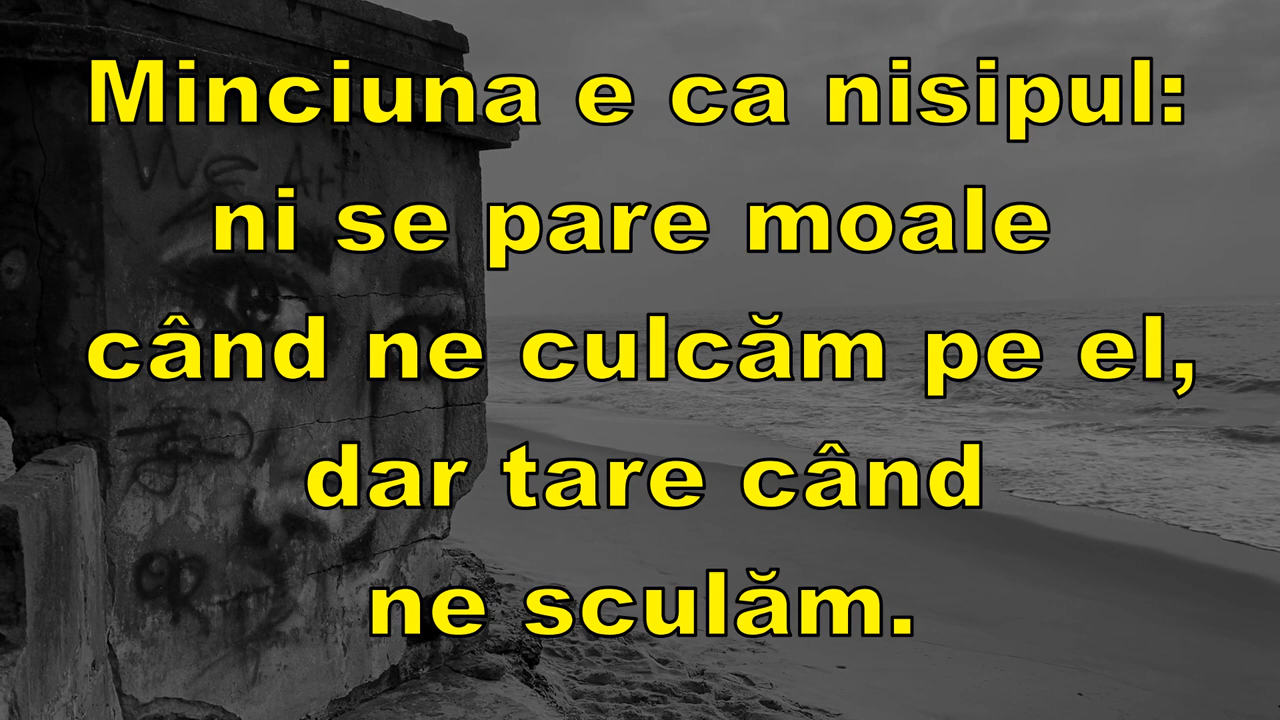 Minciuna e ca nisipul:
ni se pare moale
când ne culcăm pe el,
dar tare când
ne sculăm.